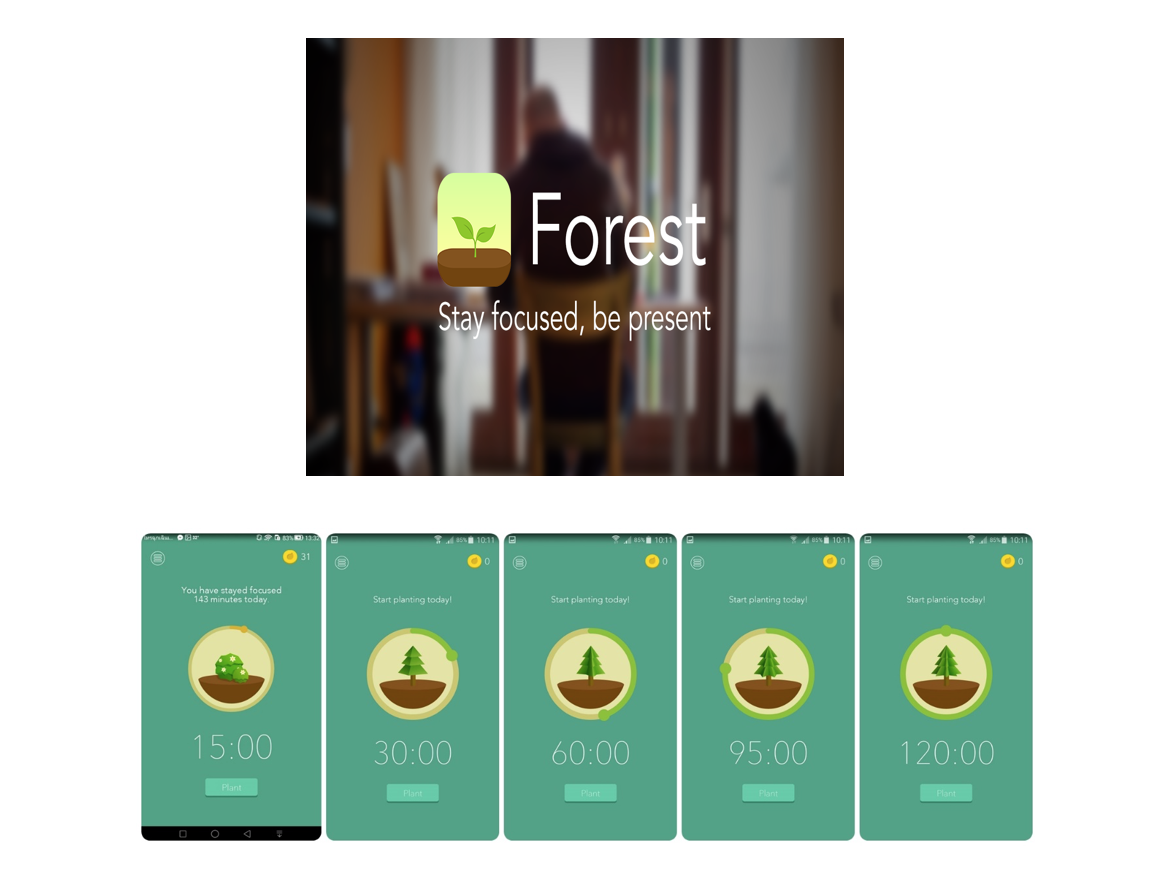 Forest
Stay focused, be present
83% 13:32
31
You have stayed focused
143 minutes today.
15:00
Plant
85% 10:11
0
Start planting today!
30:00
Plant
85% 10:11
0
Start planting today!
60:00
Plant
85% 10:11
0
Start planting today!
95:00
Plant
85% 10:11
0
Start planting today!
120:00
Plant